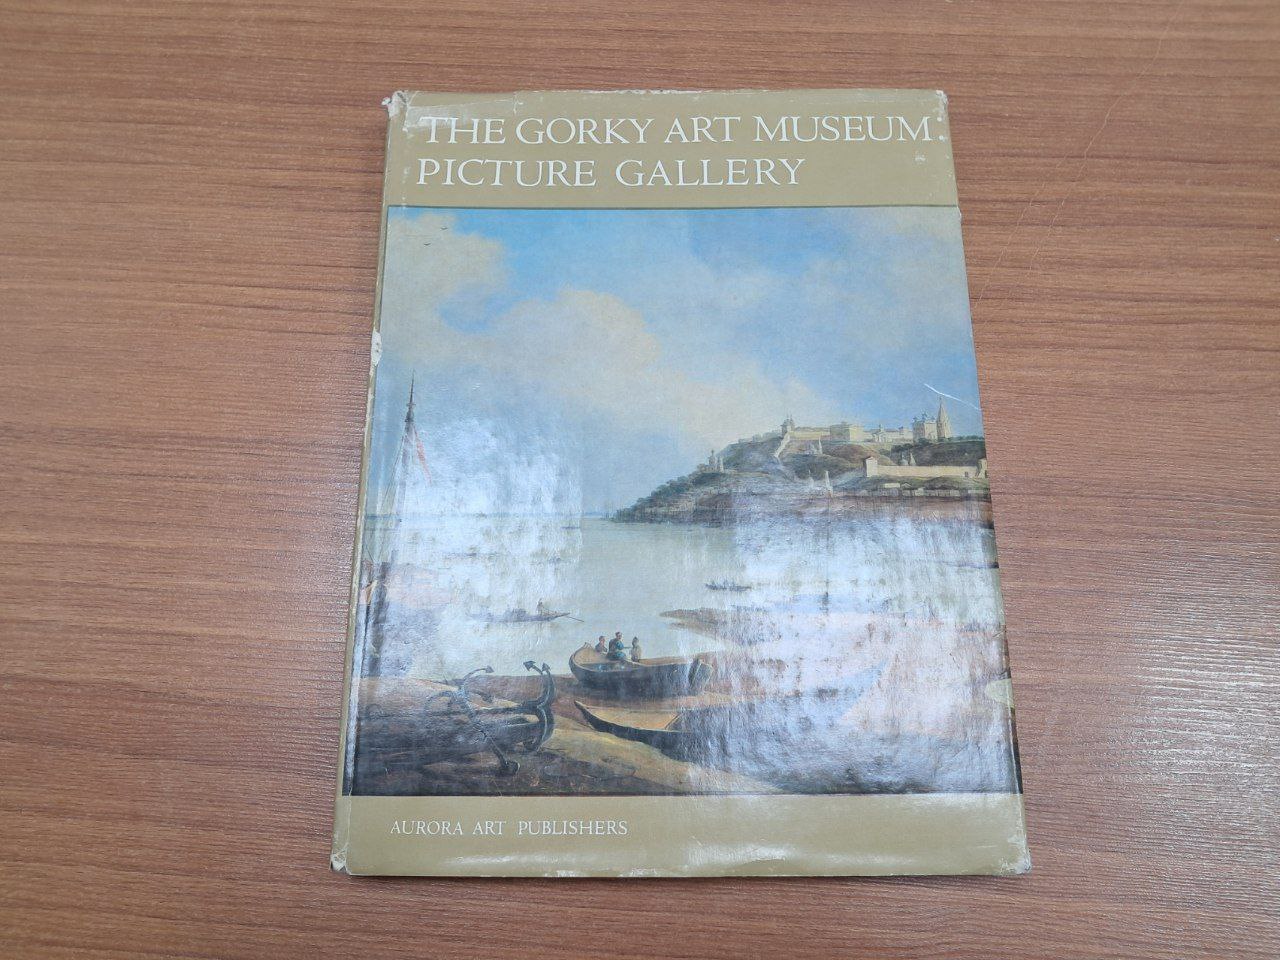 THE GORKY ART MUSEUM
PICTURE GALLERY
AURORA ART PUBLISHERS